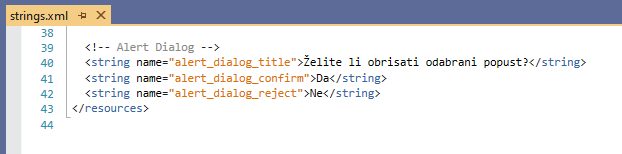 strings.xml
38
39 <!-- Alert Dialog -->
40 <string name="alert_dialog_title">Želite li obrisati odabrani popust?</string>
41 <string name="alert_dialog_confirm">Da</string>
42 <string name="alert_dialog_reject">Ne</string>
43 </resources>
44